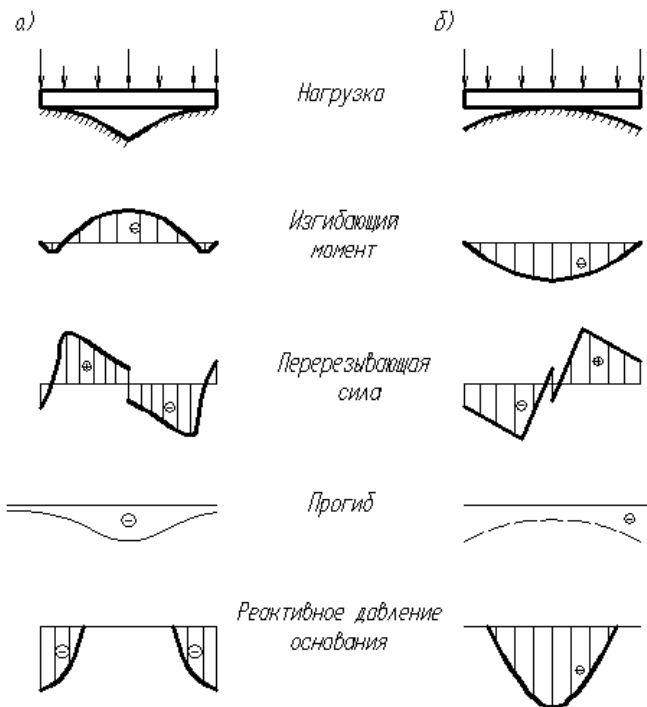 а)
б)
Нагрузка
Изгибающий
момент
Перерезывающая
сила
Прогиб
Реактивное давление
основания